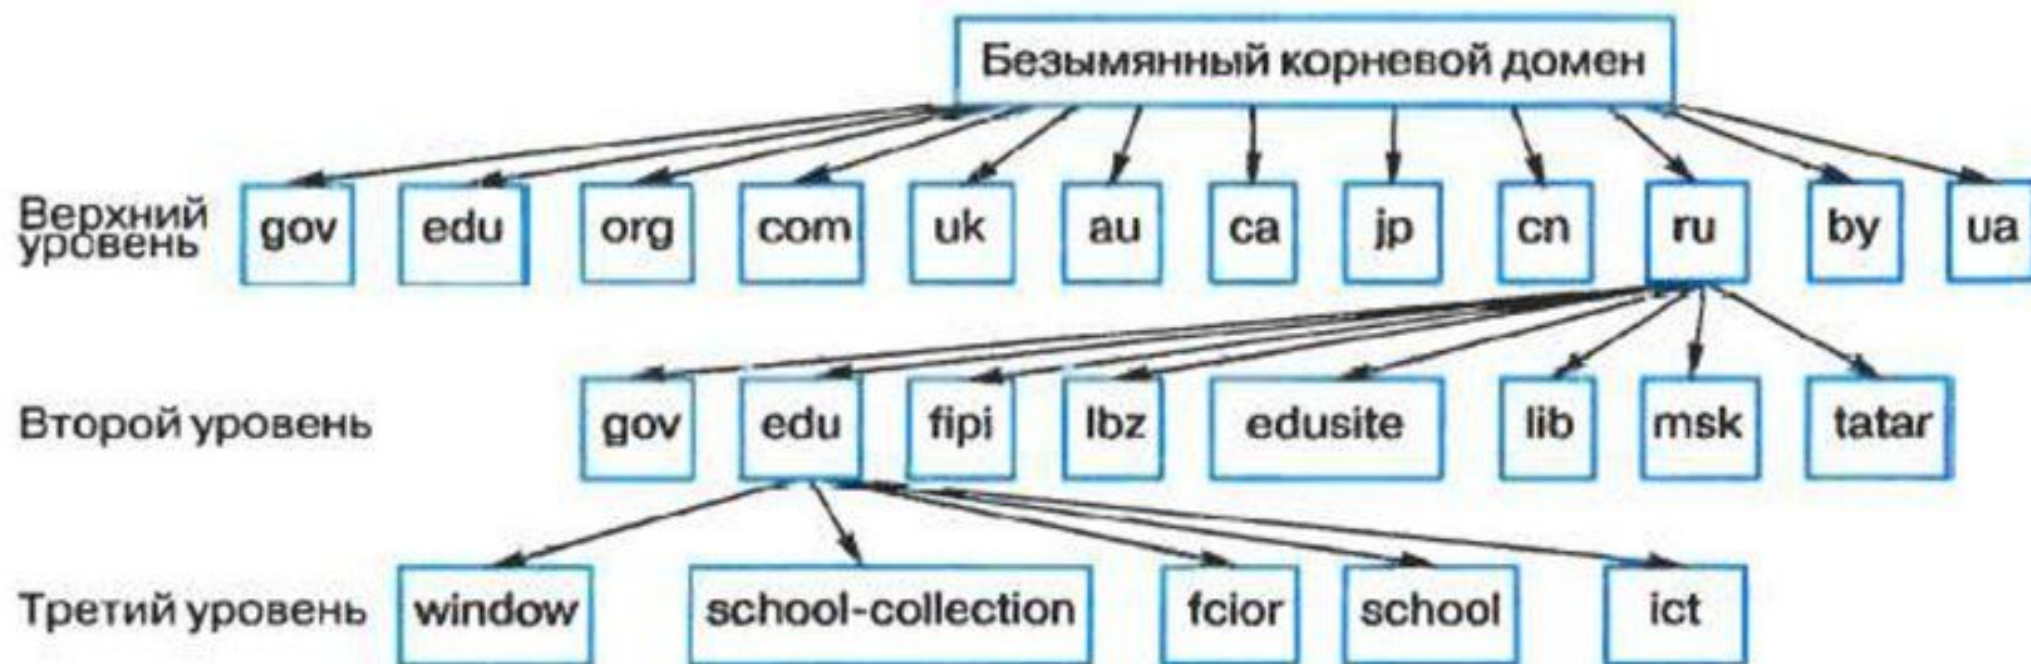 Безымянный корневой домен
Верхний
уровень
gov edu org com uk au ca jp cn ru by ua
Второй уровень gov edu fipi lbz edusite lib msk tatar
Третий уровень window school-collection fcior school ict